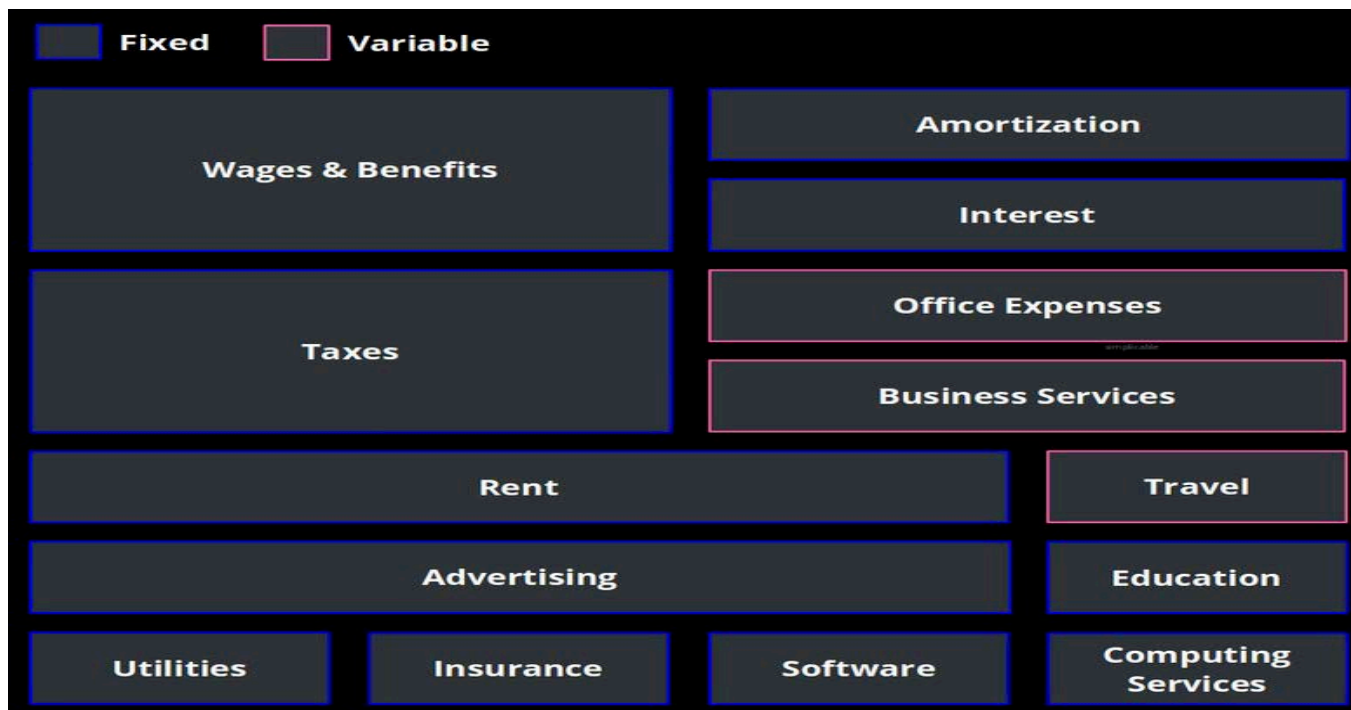 Fixed
Variable
Wages & Benefits
Amortization
Interest
Taxes
Office Expenses
Business Services
Rent
Travel
Advertising
Education
Utilities
Insurance
Software
Computing
Services